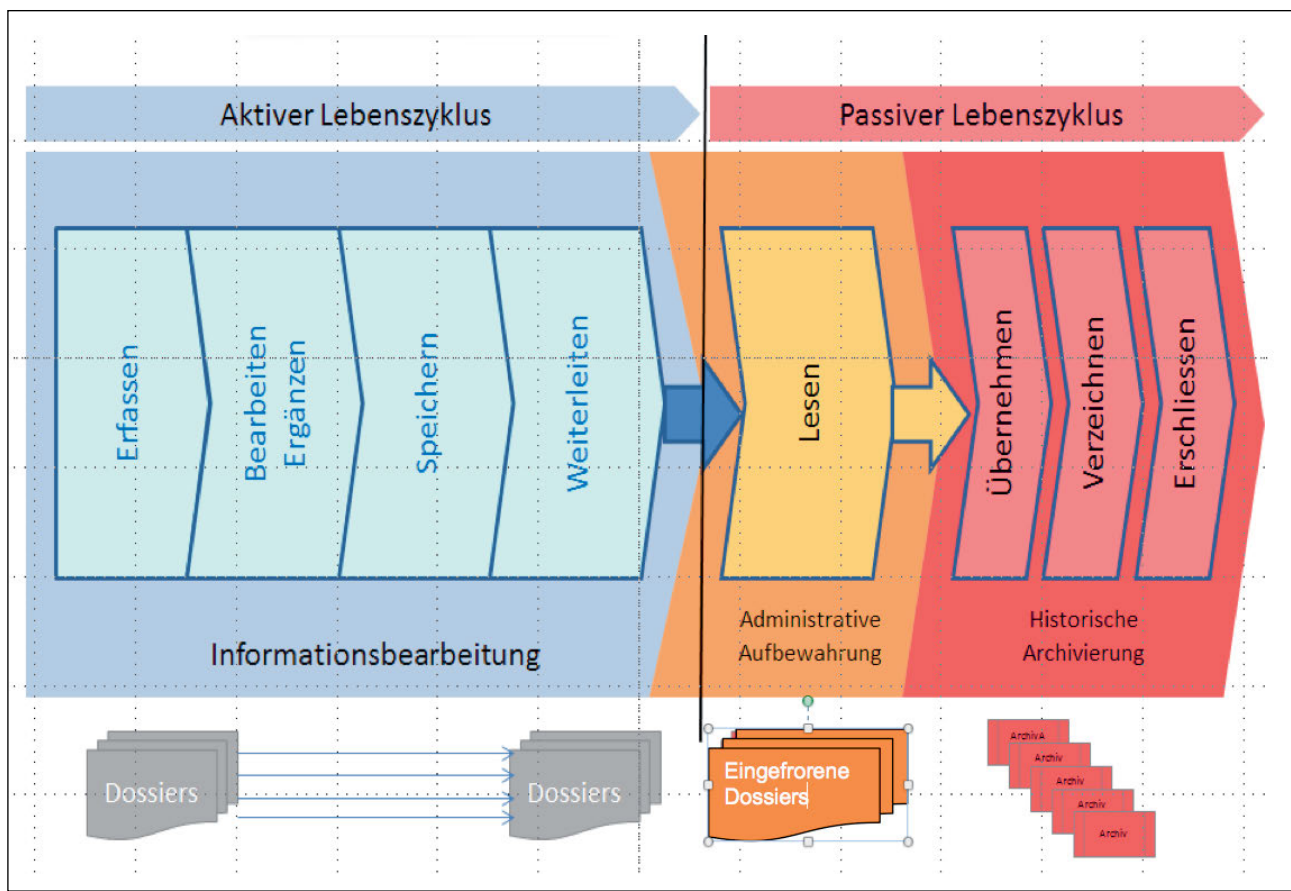 Aktiver Lebenszyklus
Passiver Lebenszyklus
Erfassen
Bearbeiten
Ergänzen
Speichern
Weiterleiten
Lesen
Übernehmen
Verzeichnen
Erschliessen
Informationsbearbeitung
Administrative
Aufbewahrung
Historische
Archivierung
Dossiers
Dossiers
Eingefrorene
Dossiers
ArchivA
Archiv
Archiv
Archiv
Archiv